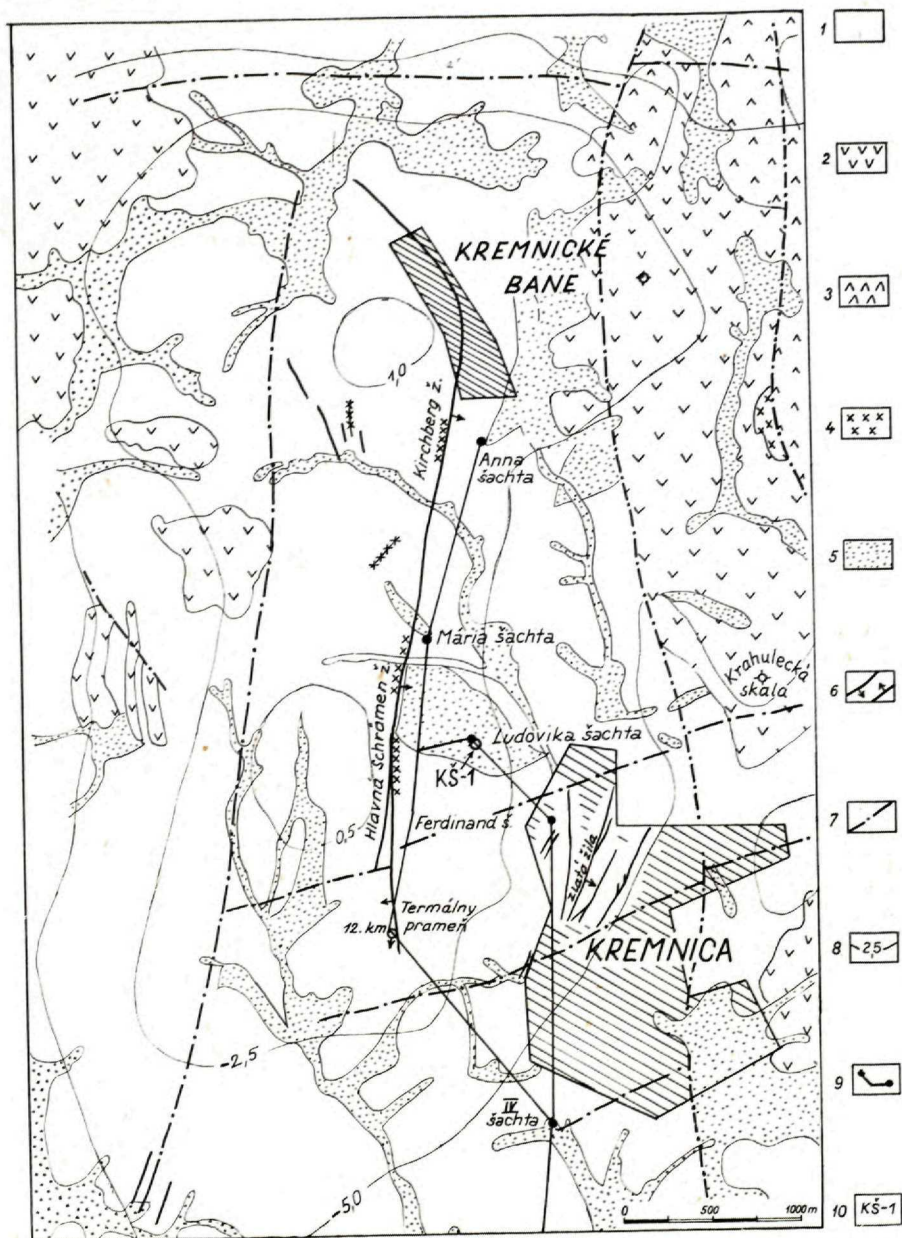 KREMNICKÉ
BANE
1,0
Kirchberg ž.
Anna
šachta
Mária šachta
Krahulecká
skala
Hlavná schrámen ž.
Ludovika šachta
KŠ-1
0,5
Ferdinand š.
Zlatá žila
Termálny
prameň
12. km
KREMNICA
-2,5
IV
šachta
-5,0
0 500 1000 m
1
2
3
4
5
6
7
8 2,5
9
10 KŠ-1